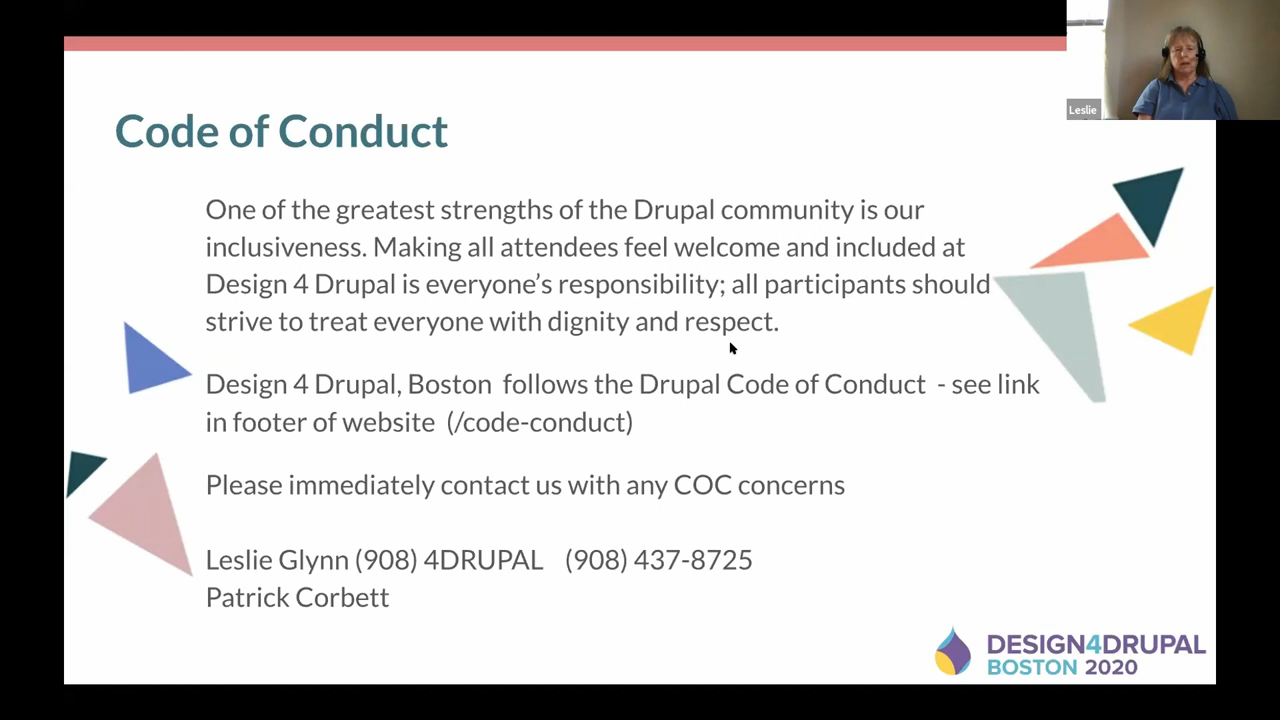 Leslie
Code of Conduct
One of the greatest strengths of the Drupal community is our
inclusiveness. Making all attendees feel welcome and included at
Design 4 Drupal is everyone’s responsibility; all participants should
strive to treat everyone with dignity and respect.
Design 4 Drupal, Boston follows the Drupal Code of Conduct - see link
in footer of website (/code-conduct)
Please immediately contact us with any COC concerns
Leslie Glynn (908) 4DRUPAL (908) 437-8725
Patrick Corbett
DESIGN4DRUPAL
BOSTON 2020